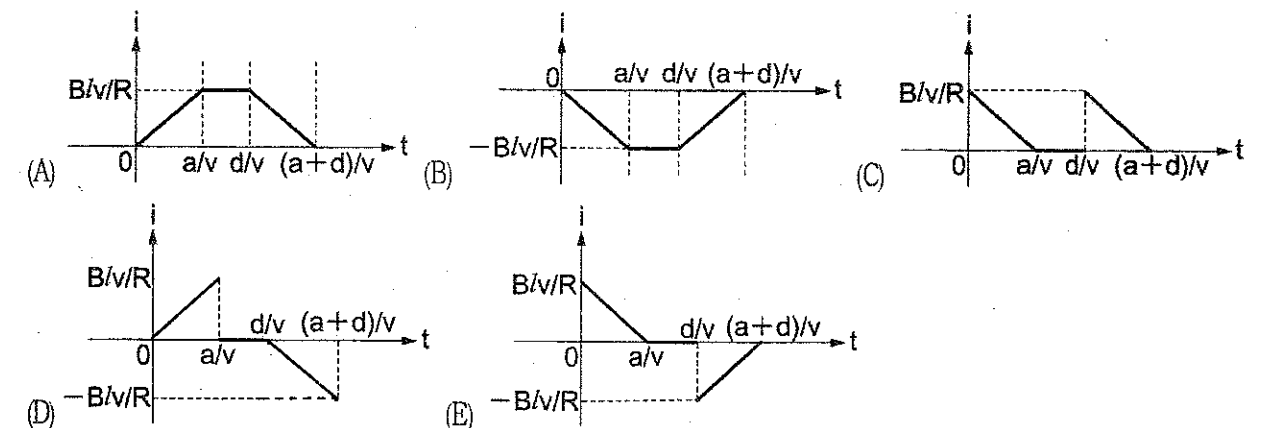 i
B l v/R
0 a/v d/v (a+d)/v t
(A)
i
0 a/v d/v (a+d)/v t
−B l v/R
(B)
i
B l v/R
0 a/v d/v (a+d)/v t
(C)
i
B l v/R
d/v (a+d)/v t
0 a/v
−B l v/R
(D)
i
B l v/R
d/v (a+d)/v t
0 a/v
−B l v/R
(E)